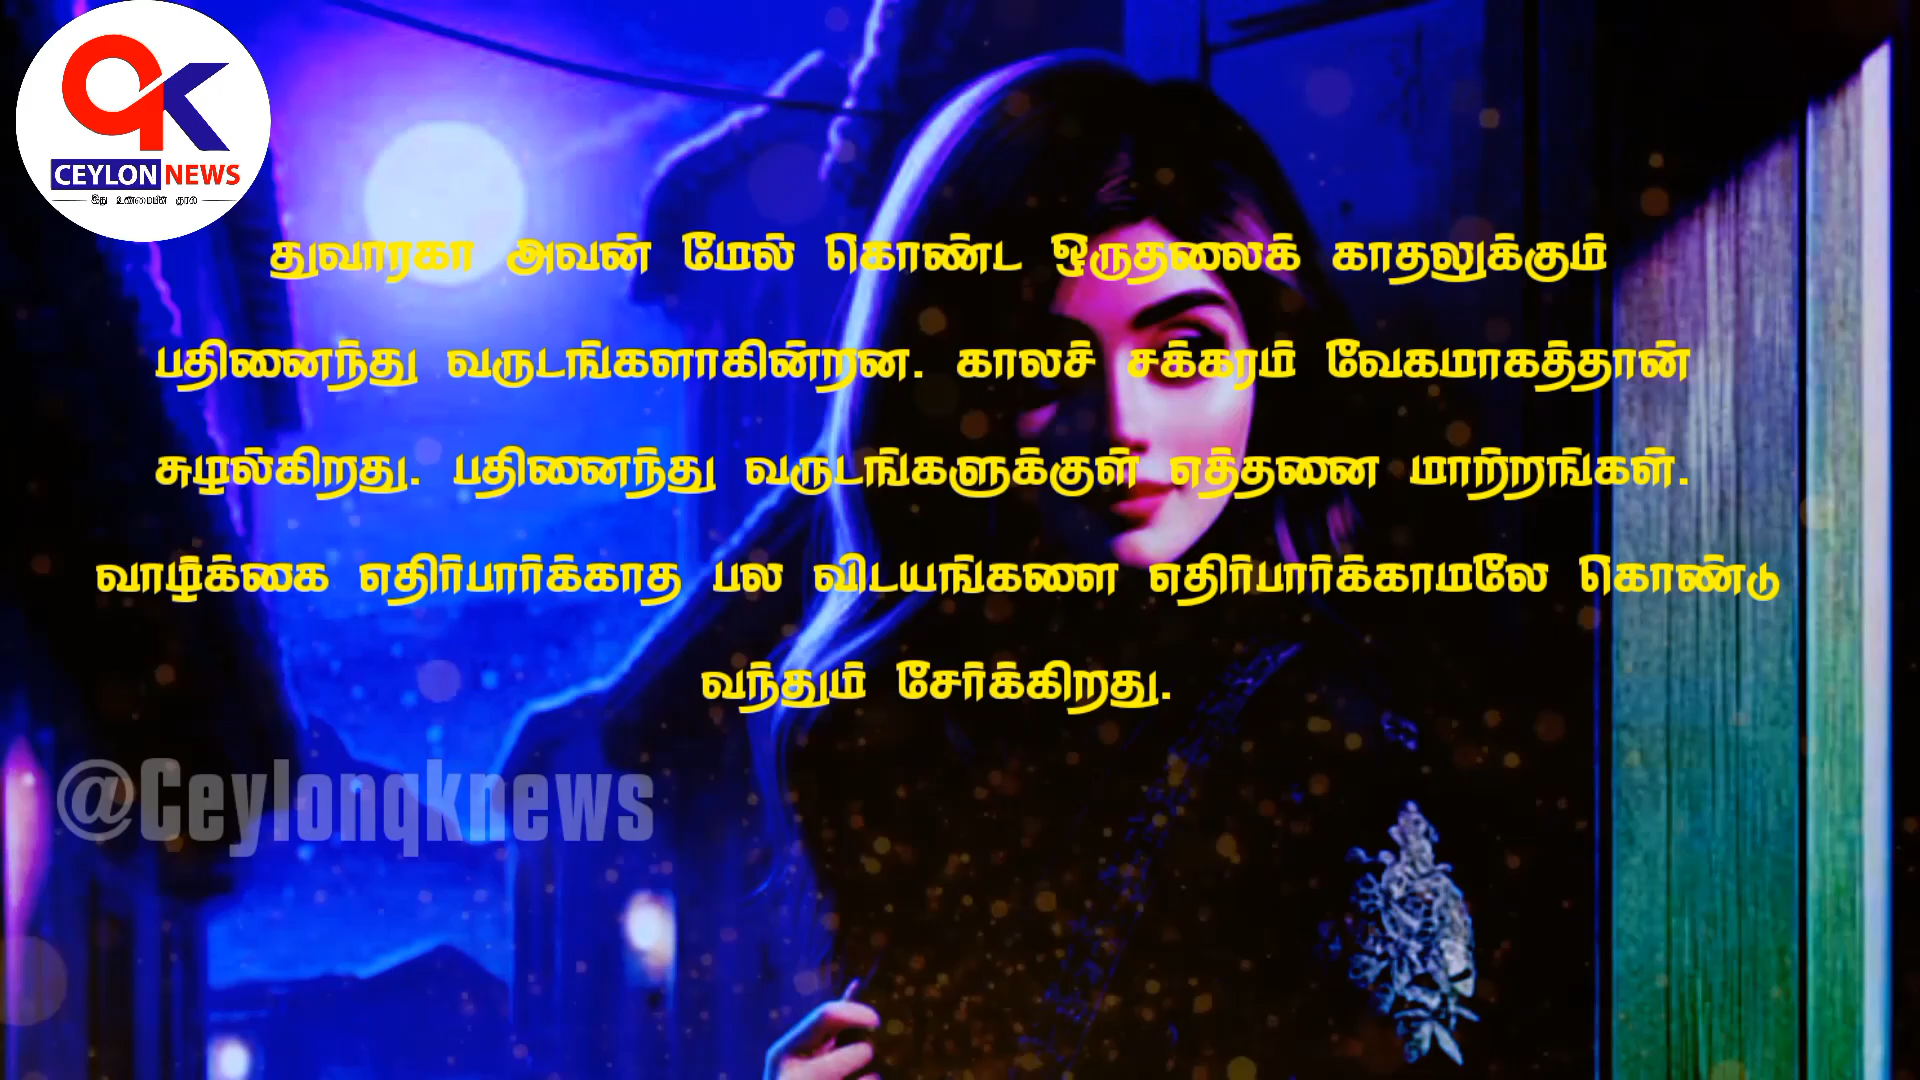 QK
CEYLON NEWS
துவாரகா அவன் மேல் கொண்ட ஒருதலைக் காதலுக்கும்
பதினைந்து வருடங்களாகின்றன. காலச் சக்கரம் வேகமாகத்தான்
சுழல்கிறது. பதினைந்து வருடங்களுக்குள் எத்தனை மாற்றங்கள்.
வாழ்க்கை எதிர்பார்க்காத பல விடயங்களை எதிர்பார்க்காமலே கொண்டு
வந்தும் சேர்க்கிறது.
@Ceylonqknews